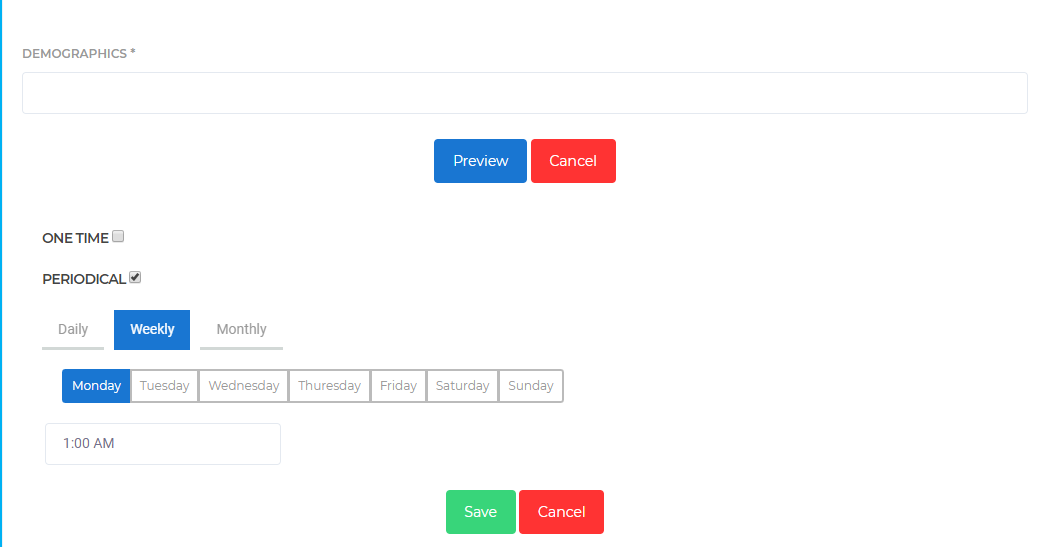 DEMOGRAPHICS *
Preview Cancel
ONE TIME
PERIODICAL
Daily Weekly Monthly
Monday Tuesday Wednesday Thuresday Friday Saturday Sunday
1:00 AM
Save Cancel